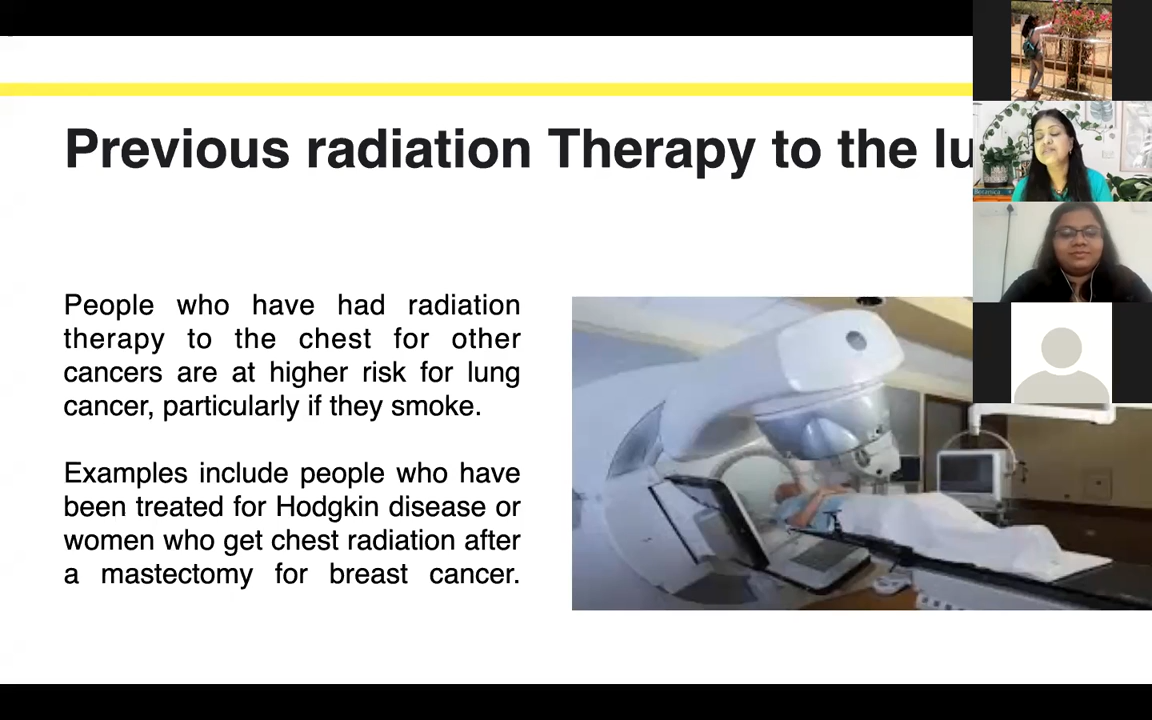 Previous radiation Therapy to the lu
People who have had radiation
therapy to the chest for other
cancers are at higher risk for lung
cancer, particularly if they smoke.
Examples include people who have
been treated for Hodgkin disease or
women who get chest radiation after
a mastectomy for breast cancer.